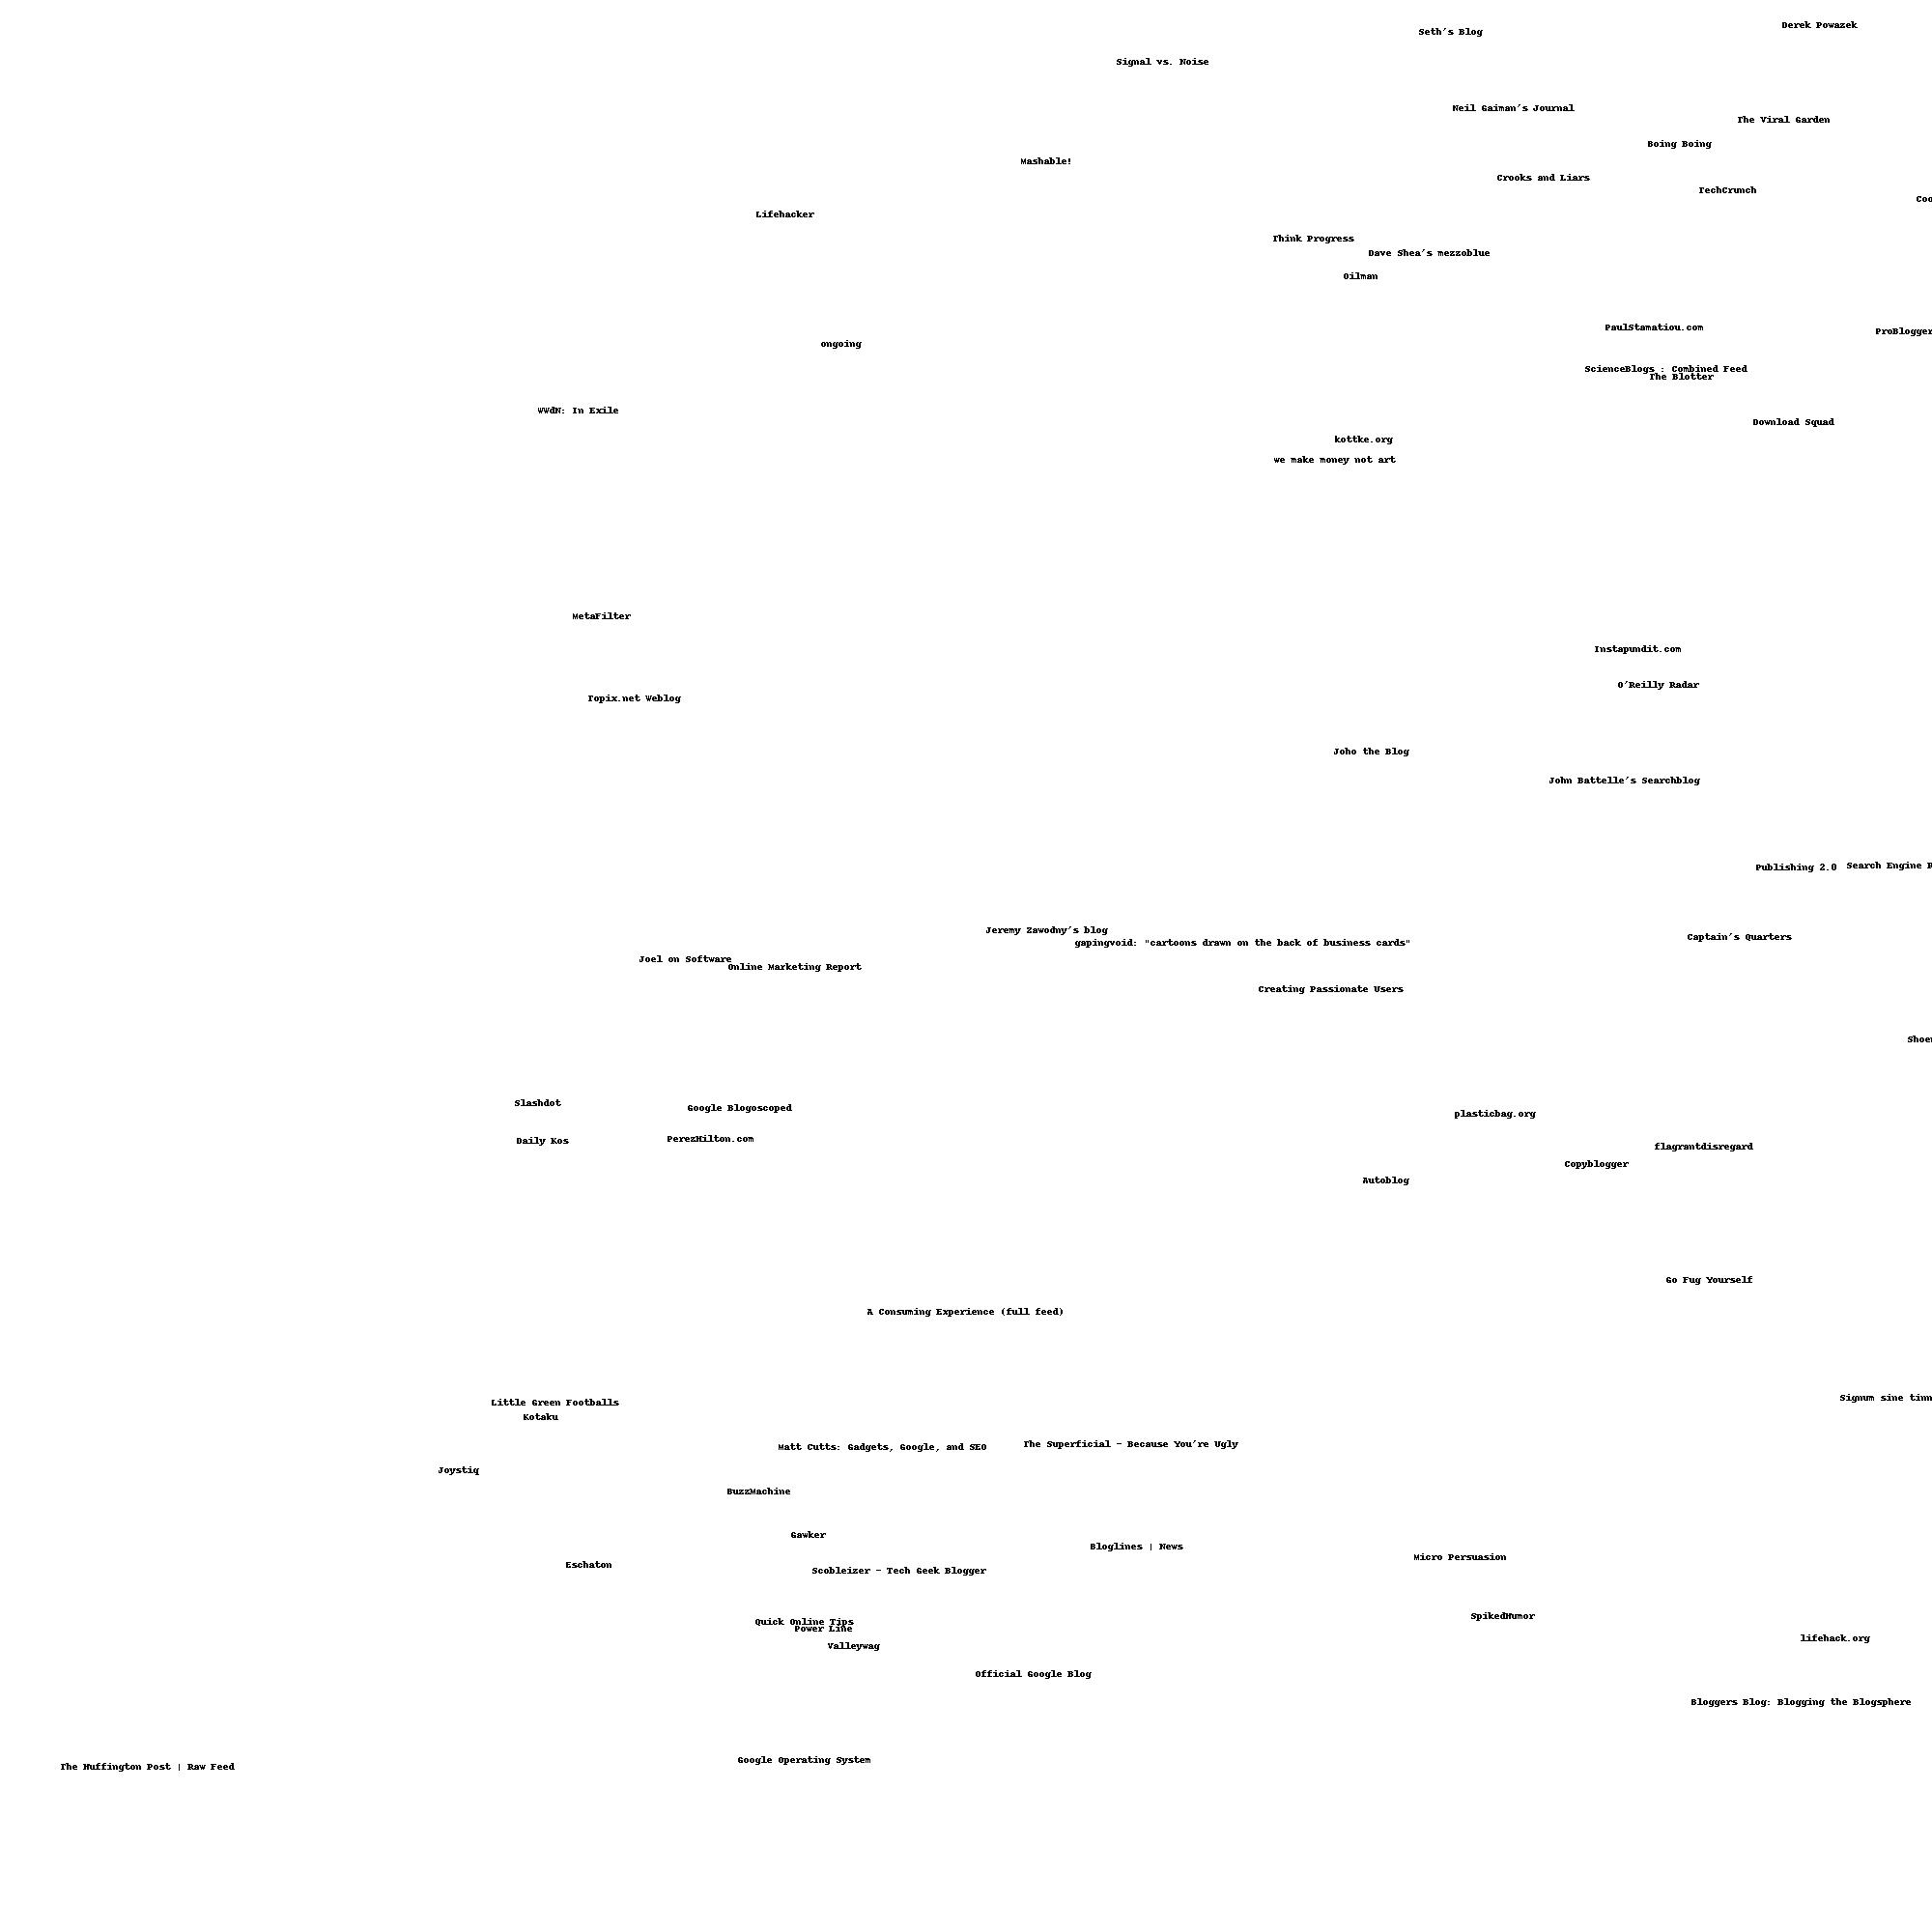 Derek Powazek
Seth's Blog
Signal vs. Noise
Neil Gaiman's Journal
The Viral Garden
Boing Boing
Mashable!
Crooks and Liars
TechCrunch
Coo
Lifehacker
Think Progress
Dave Shea's mezzoblue
Oilman
PaulStamatiou.com
ProBlogger
ongoing
ScienceBlogs : Combined Feed
The Blotter
WWdN: In Exile
Download Squad
kottke.org
we make money not art
MetaFilter
Instapundit.com
O'Reilly Radar
Topix.net Weblog
Joho the Blog
John Battelle's Searchblog
Publishing 2.0
Search Engine R
Jeremy Zawodny's blog
Captain's Quarters
gapingvoid: "cartoons drawn on the back of business cards"
Joel on Software
Online Marketing Report
Creating Passionate Users
Shoe
Slashdot
Google Blogoscoped
plasticbag.org
Daily Kos
PerezHilton.com
flagrantdisregard
Copyblogger
Autoblog
Go Fug Yourself
A Consuming Experience (full feed)
Signum sine tinn
Little Green Footballs
Kotaku
Matt Cutts: Gadgets, Google, and SEO
The Superficial - Because You're Ugly
Joystiq
BuzzMachine
Gawker
Bloglines | News
Micro Persuasion
Eschaton
Scobleizer - Tech Geek Blogger
SpikedHumor
Quick Online Tips
Power Line
lifehack.org
Valleywag
Official Google Blog
Bloggers Blog: Blogging the Blogsphere
Google Operating System
The Huffington Post | Raw Feed